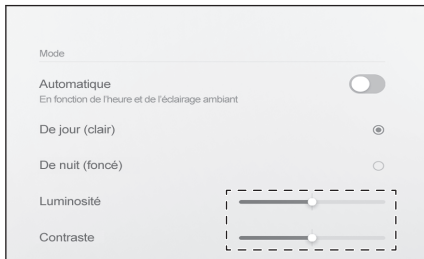 Mode
Automatique
En fonction de l'heure et de l'éclairage ambiant
De jour (clair)
De nuit (foncé)
Luminosité
Contraste